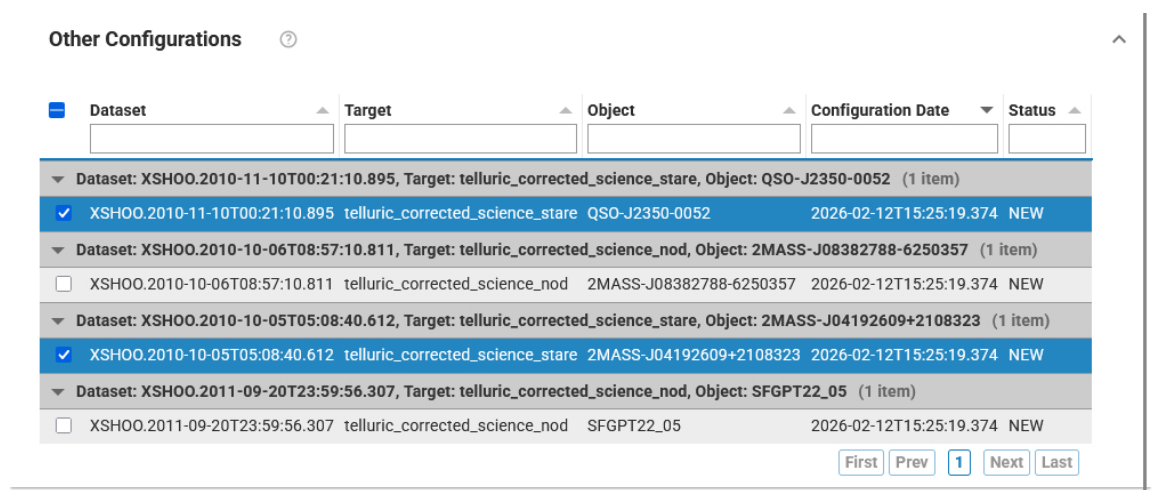 Other Configurations ?
Dataset Target Object Configuration Date Status
Dataset: XSHOO.2010-11-10T00:21:10.895, Target: telluric_corrected_science_stare, Object: QSO-J2350-0052 (1 item)
XSHOO.2010-11-10T00:21:10.895 telluric_corrected_science_stare QSO-J2350-0052 2026-02-12T15:25:19.374 NEW
Dataset: XSHOO.2010-10-06T08:57:10.811, Target: telluric_corrected_science_nod, Object: 2MASS-J08382788-6250357 (1 item)
XSHOO.2010-10-06T08:57:10.811 telluric_corrected_science_nod 2MASS-J08382788-6250357 2026-02-12T15:25:19.374 NEW
Dataset: XSHOO.2010-10-05T05:08:40.612, Target: telluric_corrected_science_stare, Object: 2MASS-J04192609+2108323 (1 item)
XSHOO.2010-10-05T05:08:40.612 telluric_corrected_science_stare 2MASS-J04192609+2108323 2026-02-12T15:25:19.374 NEW
Dataset: XSHOO.2011-09-20T23:59:56.307, Target: telluric_corrected_science_nod, Object: SFGPT22_05 (1 item)
XSHOO.2011-09-20T23:59:56.307 telluric_corrected_science_nod SFGPT22_05 2026-02-12T15:25:19.374 NEW
First Prev 1 Next Last